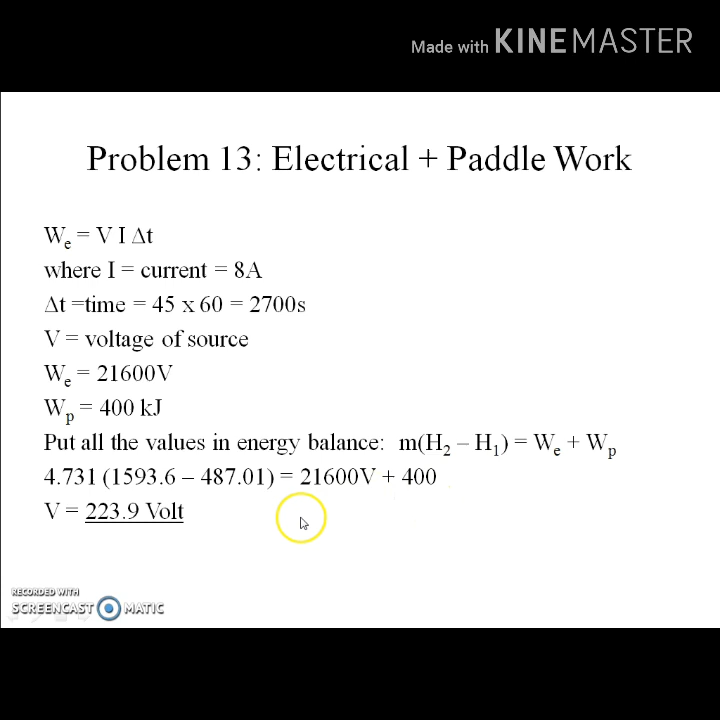 Made with KINEMASTER
Problem 13: Electrical + Paddle Work
Wₑ = V I Δt
where I = current = 8A
Δt =time = 45 x 60 = 2700s
V = voltage of source
Wₑ = 21600V
Wₚ = 400 kJ
Put all the values in energy balance: m(H₂ – H₁) = Wₑ + Wₚ
4.731 (1593.6 – 487.01) = 21600V + 400
V = 223.9 Volt
RECORDED WITH
SCREENCAST MATIC